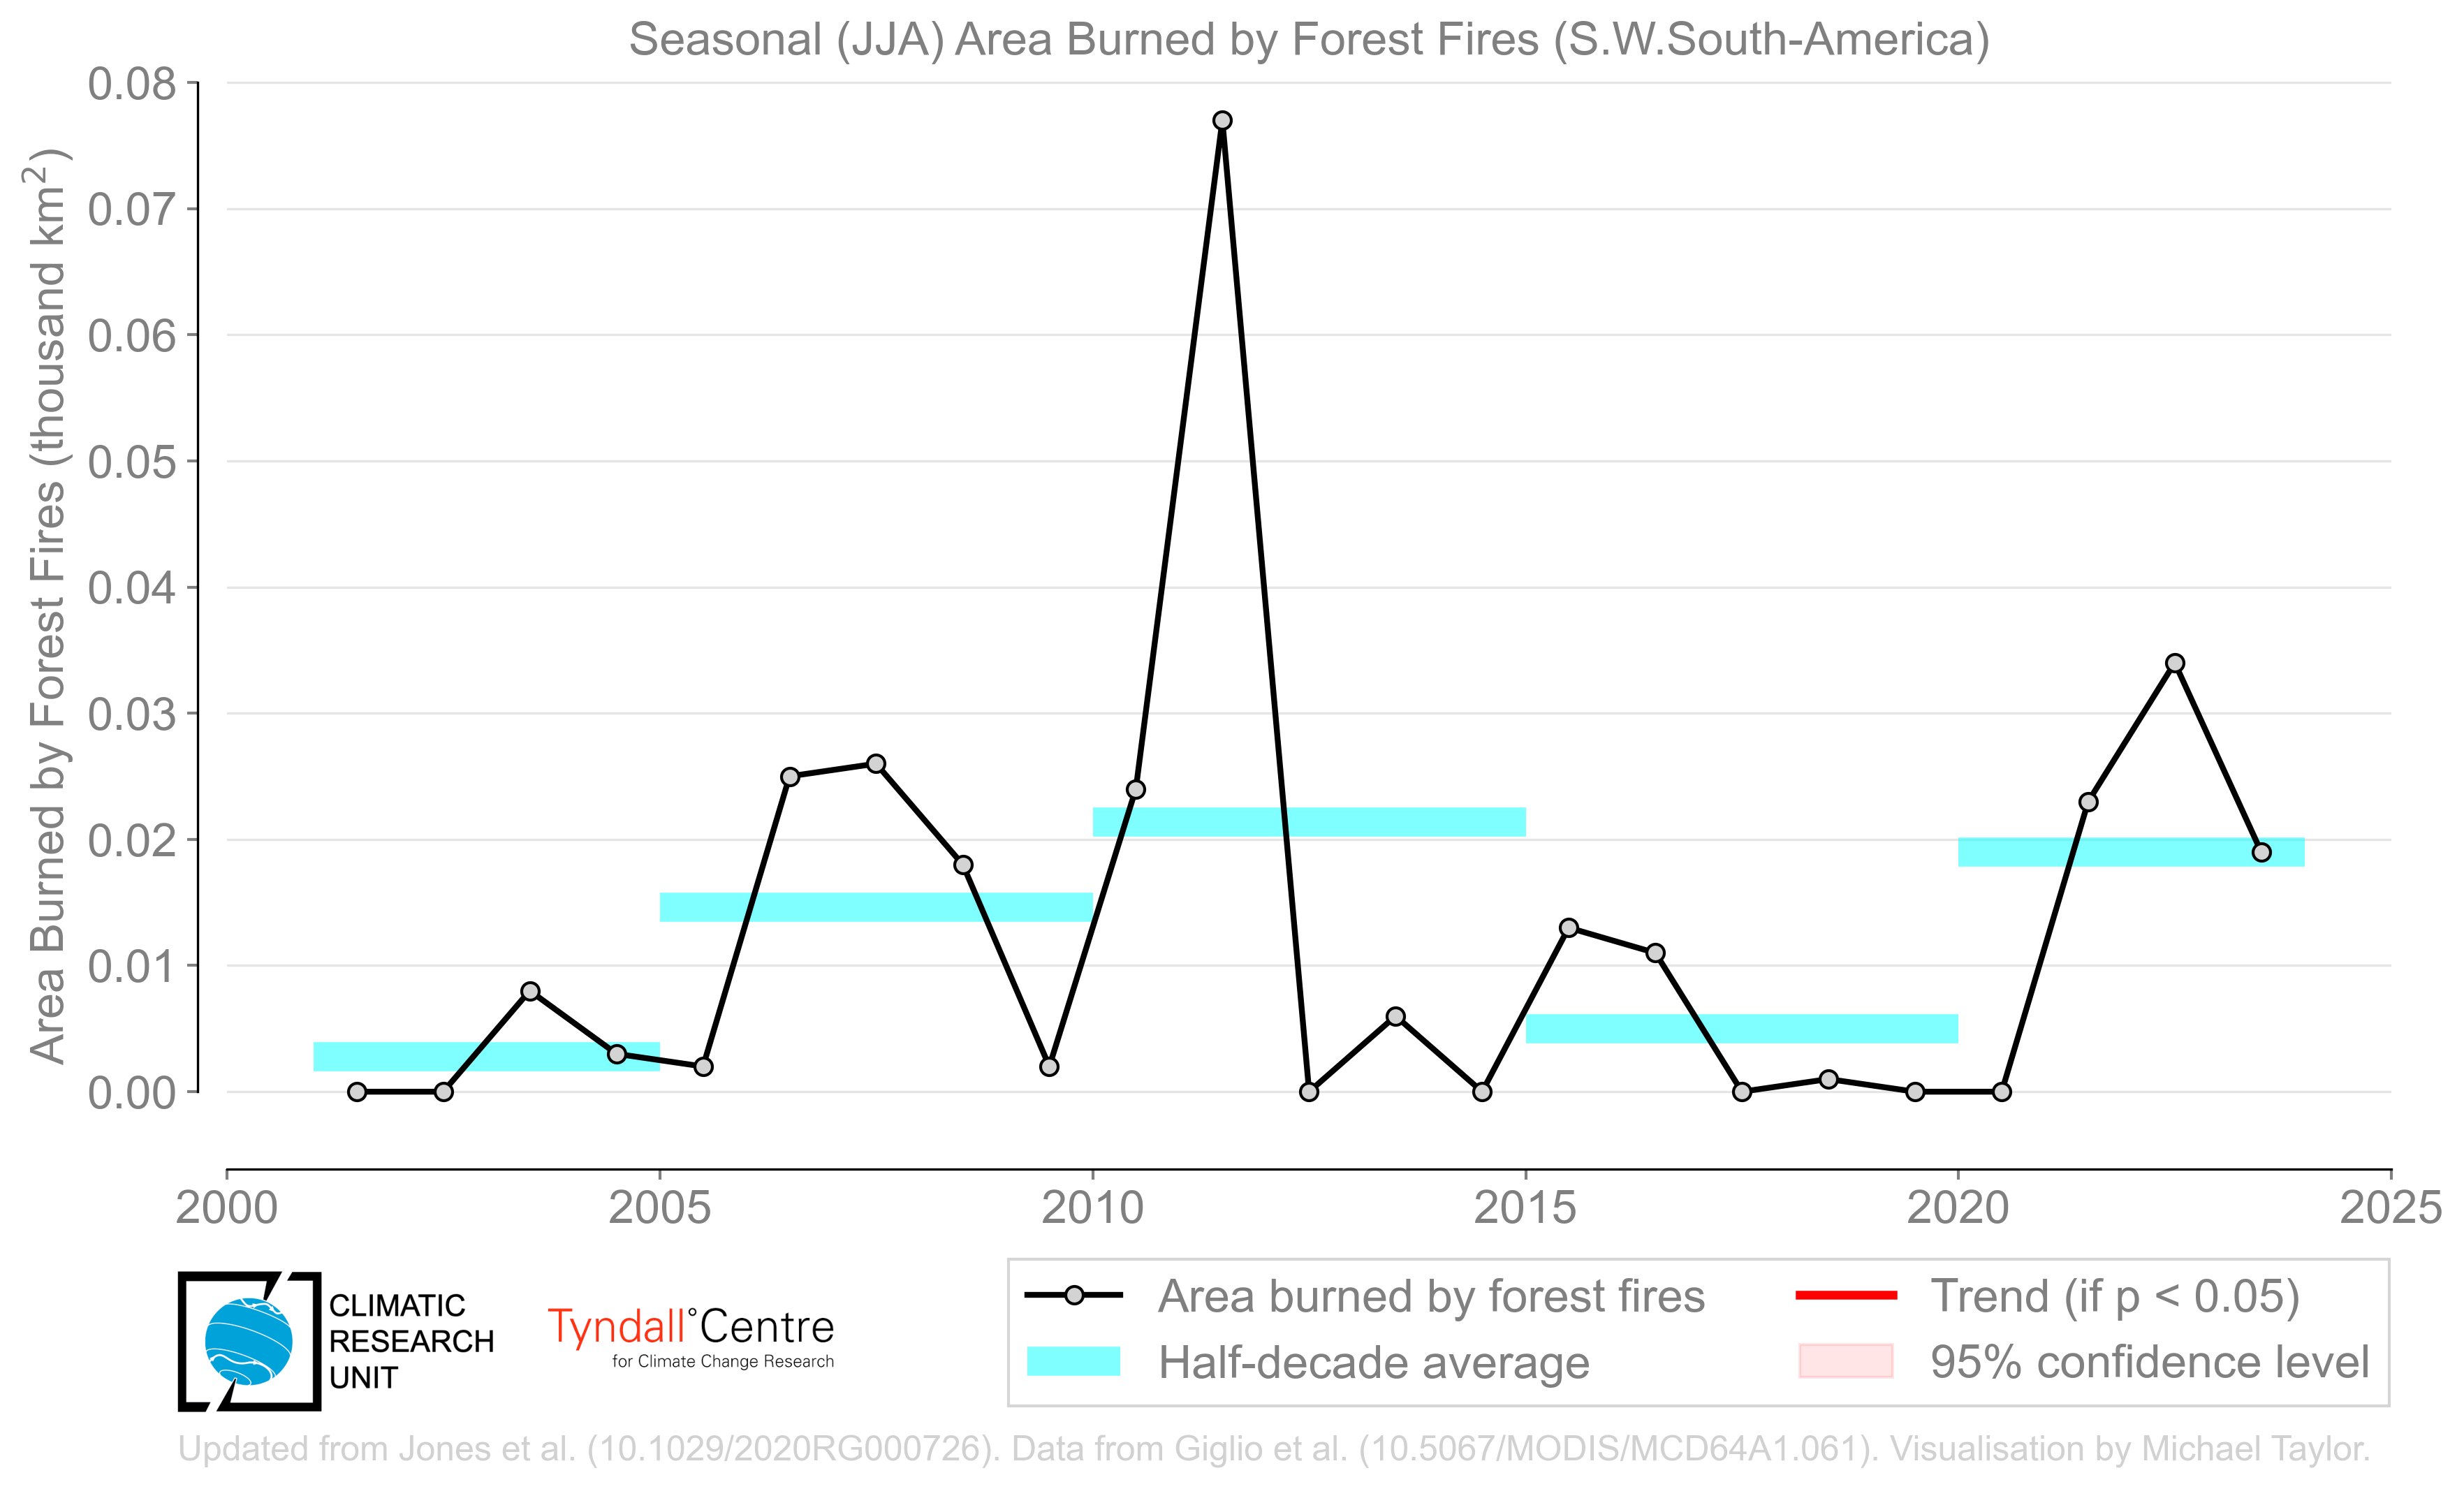 Seasonal (JJA) Area Burned by Forest Fires (S.W.South-America)
Area Burned by Forest Fires (thousand km²)
0.08
0.07
0.06
0.05
0.04
0.03
0.02
0.01
0.00
2000 2005 2010 2015 2020 2025
CLIMATIC
RESEARCH
UNIT
Tyndall°Centre
for Climate Change Research
Area burned by forest fires
Half-decade average
Trend (if p < 0.05)
95% confidence level
Updated from Jones et al. (10.1029/2020RG000726). Data from Giglio et al. (10.5067/MODIS/MCD64A1.061). Visualisation by Michael Taylor.